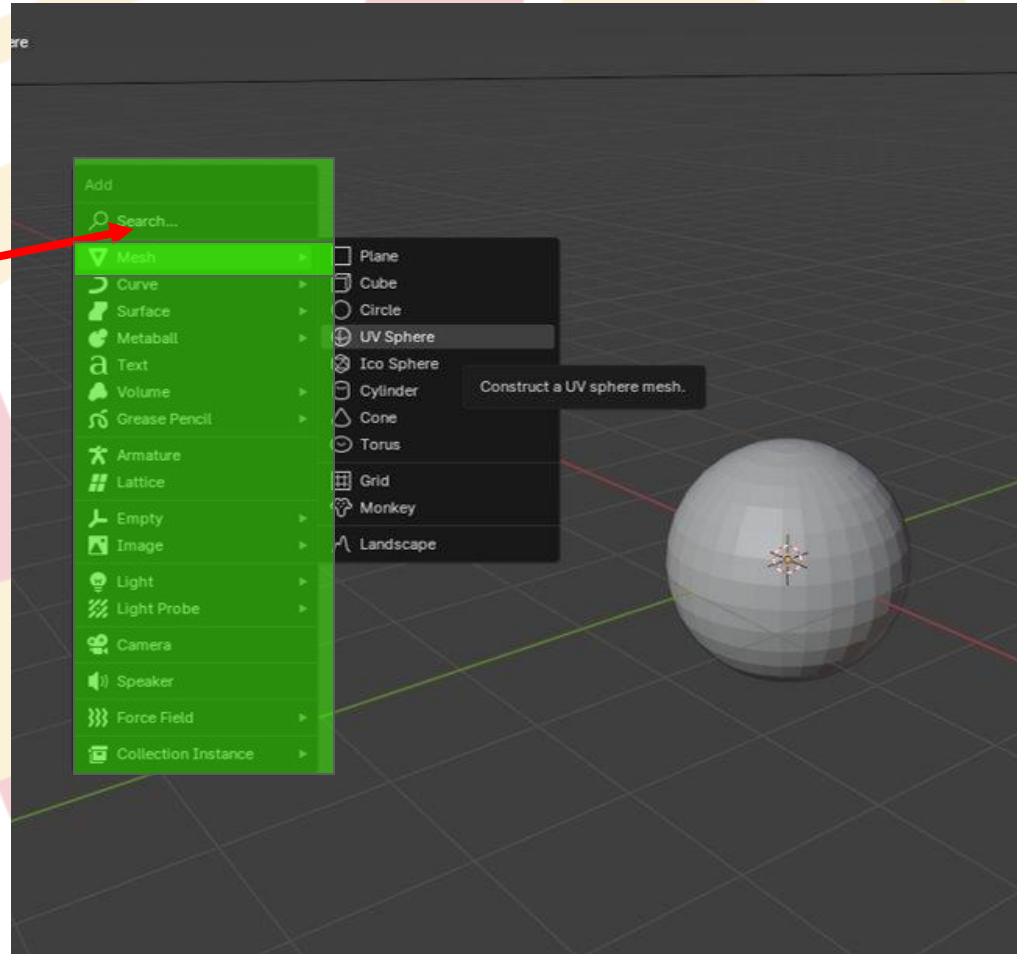 ere
Add
Search...
Mesh
Curve
Surface
Metaball
Text
Volume
Grease Pencil
Armature
Lattice
Empty
Image
Light
Light Probe
Camera
Speaker
Force Field
Collection Instance
Plane
Cube
Circle
UV Sphere
Ico Sphere
Cylinder
Cone
Torus
Grid
Monkey
Landscape
Construct a UV sphere mesh.